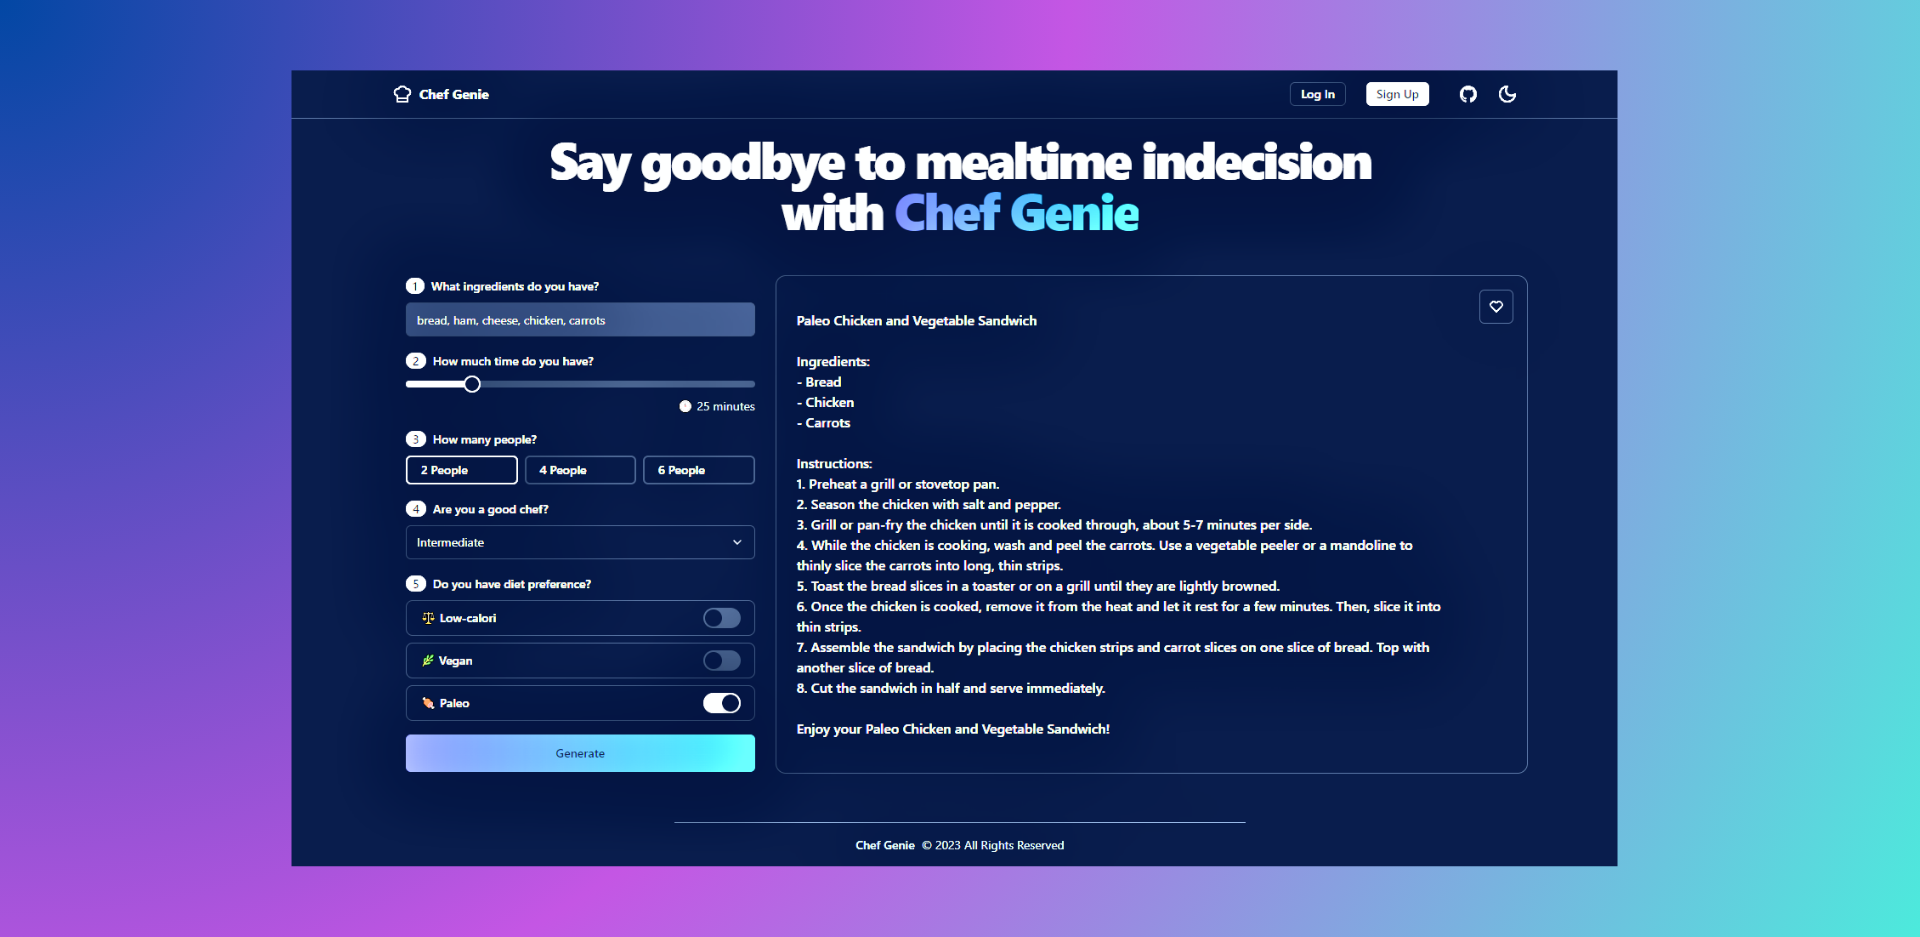 Chef Genie
Log In
Sign Up
Say goodbye to mealtime indecision
with Chef Genie
1 What ingredients do you have?
bread, ham, cheese, chicken, carrots
2 How much time do you have?
25 minutes
3 How many people?
2 People
4 People
6 People
4 Are you a good chef?
Intermediate
5 Do you have diet preference?
Low-calori
Vegan
Paleo
Generate
Paleo Chicken and Vegetable Sandwich
Ingredients:
- Bread
- Chicken
- Carrots
Instructions:
1. Preheat a grill or stovetop pan.
2. Season the chicken with salt and pepper.
3. Grill or pan-fry the chicken until it is cooked through, about 5-7 minutes per side.
4. While the chicken is cooking, wash and peel the carrots. Use a vegetable peeler or a mandoline to
thinly slice the carrots into long, thin strips.
5. Toast the bread slices in a toaster or on a grill until they are lightly browned.
6. Once the chicken is cooked, remove it from the heat and let it rest for a few minutes. Then, slice it into
thin strips.
7. Assemble the sandwich by placing the chicken strips and carrot slices on one slice of bread. Top with
another slice of bread.
8. Cut the sandwich in half and serve immediately.
Enjoy your Paleo Chicken and Vegetable Sandwich!
Chef Genie © 2023 All Rights Reserved